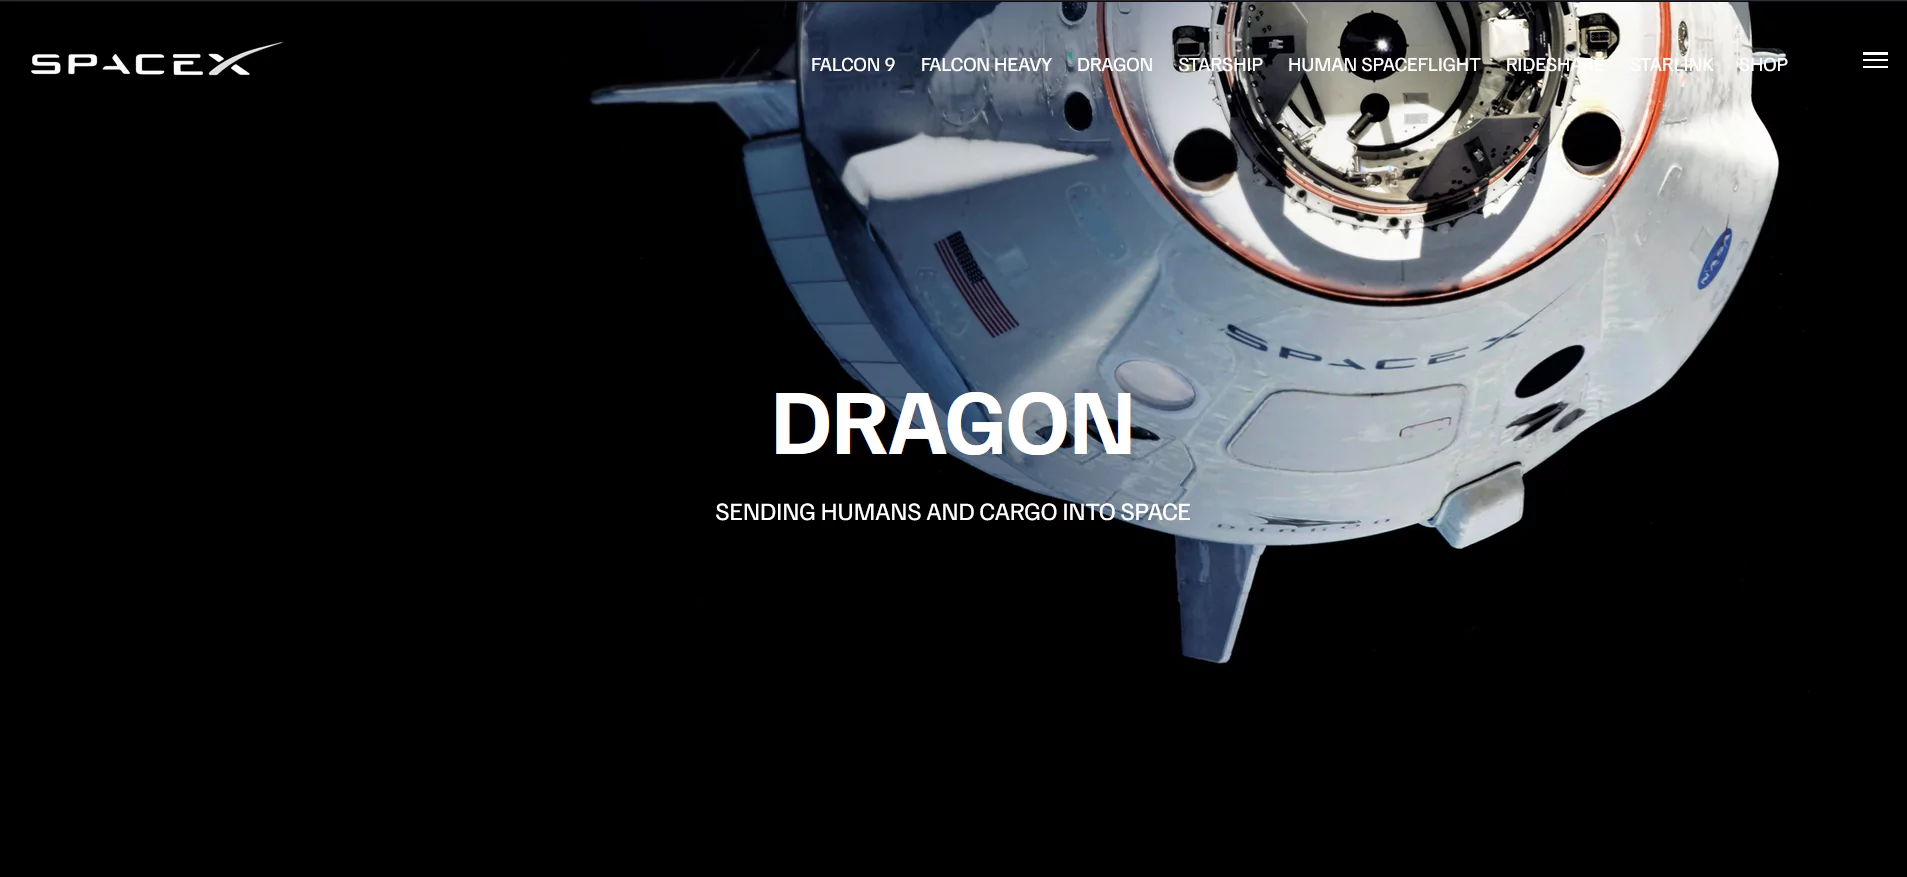 SPACEX
FALCON 9 FALCON HEAVY DRAGON STARSHIP HUMAN SPACEFLIGHT RIDESHARE STARLINK SHOP
NASA
SPACEX
DRAGON
SENDING HUMANS AND CARGO INTO SPACE
DRAGON